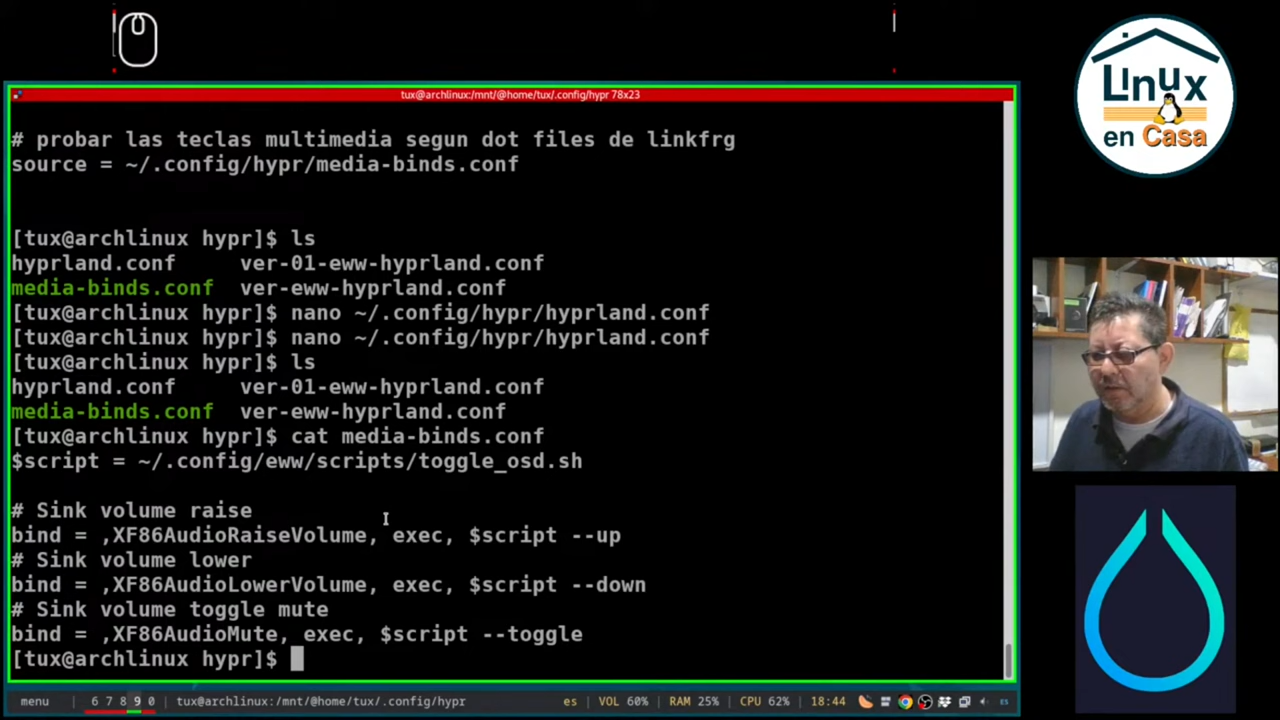 tux@archlinux:/mnt/@home/tux/.config/hypr 78x23
# probar las teclas multimedia segun dot files de linkfrg
source = ~/.config/hypr/media-binds.conf
[tux@archlinux hypr]$ ls
hyprland.conf ver-01-eww-hyprland.conf
media-binds.conf ver-eww-hyprland.conf
[tux@archlinux hypr]$ nano ~/.config/hypr/hyprland.conf
[tux@archlinux hypr]$ nano ~/.config/hypr/hyprland.conf
[tux@archlinux hypr]$ ls
hyprland.conf ver-01-eww-hyprland.conf
media-binds.conf ver-eww-hyprland.conf
[tux@archlinux hypr]$ cat media-binds.conf
$script = ~/.config/eww/scripts/toggle_osd.sh
# Sink volume raise
bind = ,XF86AudioRaiseVolume, exec, $script --up
# Sink volume lower
bind = ,XF86AudioLowerVolume, exec, $script --down
# Sink volume toggle mute
bind = ,XF86AudioMute, exec, $script --toggle
[tux@archlinux hypr]$
menu 6 7 8 9 0 tux@archlinux:/mnt/@home/tux/.config/hypr es VOL 60% RAM 25% CPU 62% 18:44 ES
Linux
en Casa